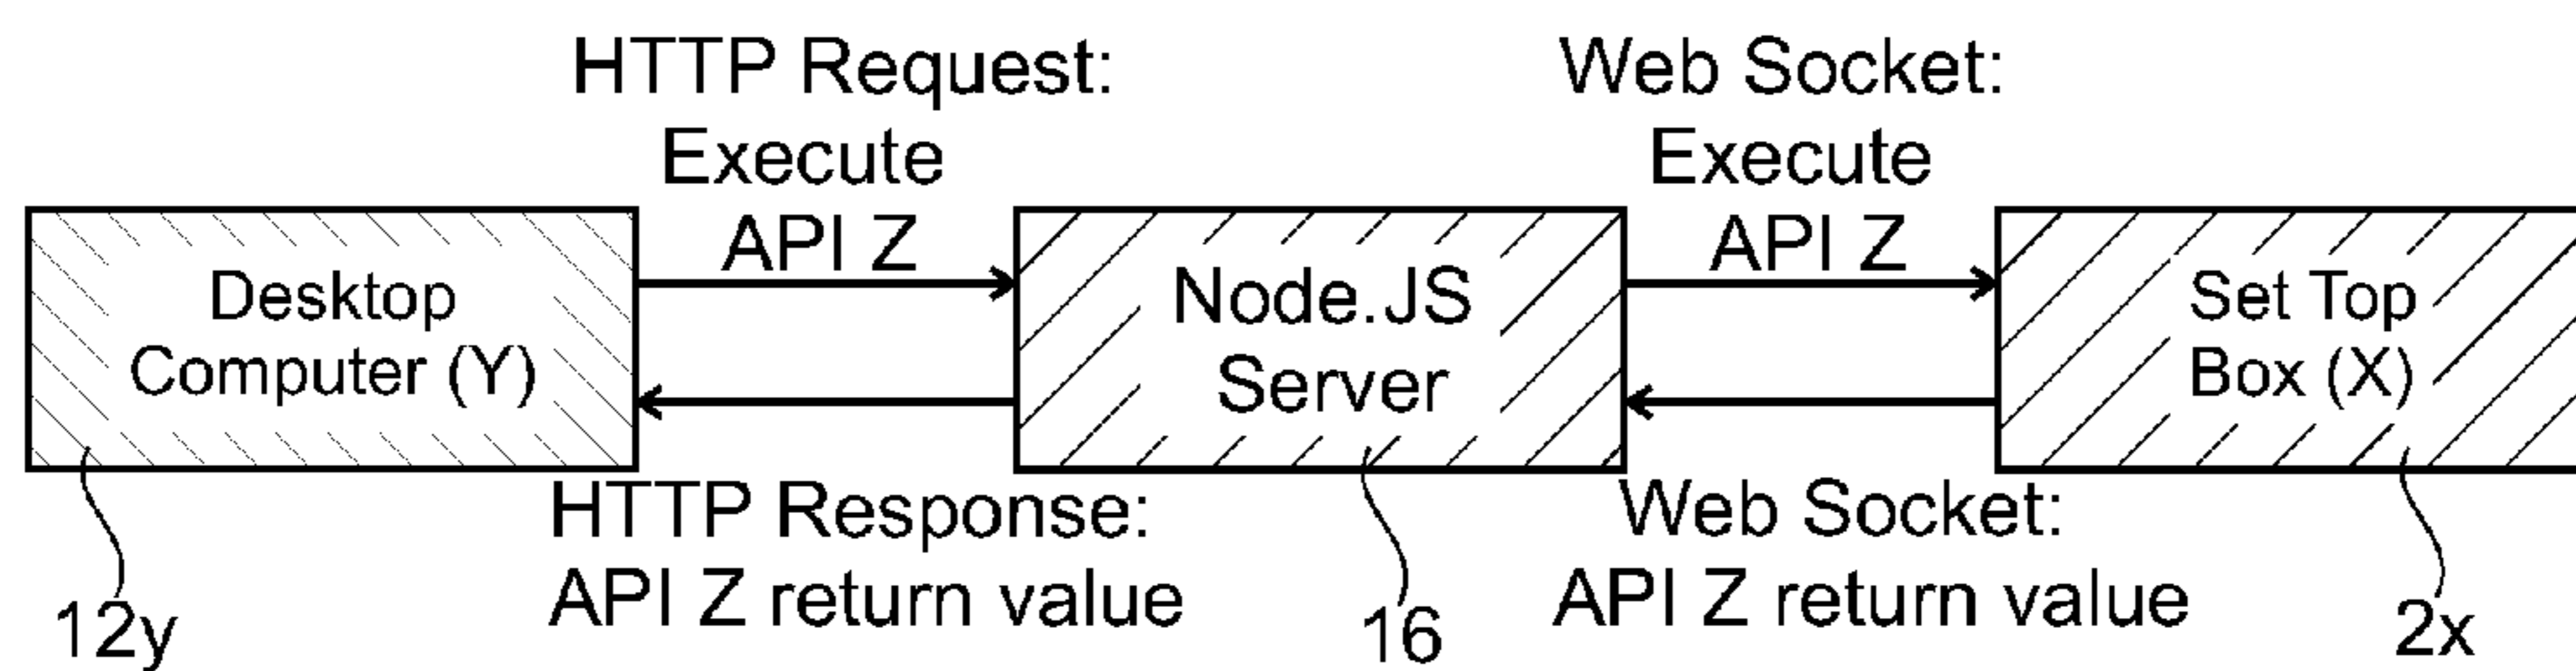 HTTP Request:
Execute
API Z
Web Socket:
Execute
API Z
Desktop
Computer (Y)
Node.JS
Server
Set Top
Box (X)
HTTP Response:
API Z return value
Web Socket:
API Z return value
12y
16
2x